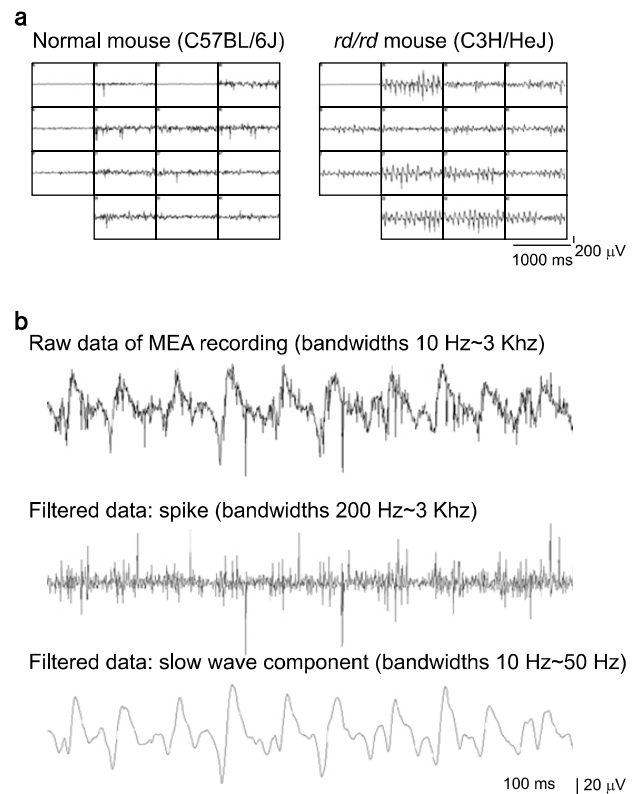 a
Normal mouse (C57BL/6J)
rd/rd mouse (C3H/HeJ)
200 µV
1000 ms
b
Raw data of MEA recording (bandwidths 10 Hz~3 Khz)
Filtered data: spike (bandwidths 200 Hz~3 Khz)
Filtered data: slow wave component (bandwidths 10 Hz~50 Hz)
100 ms
20 µV